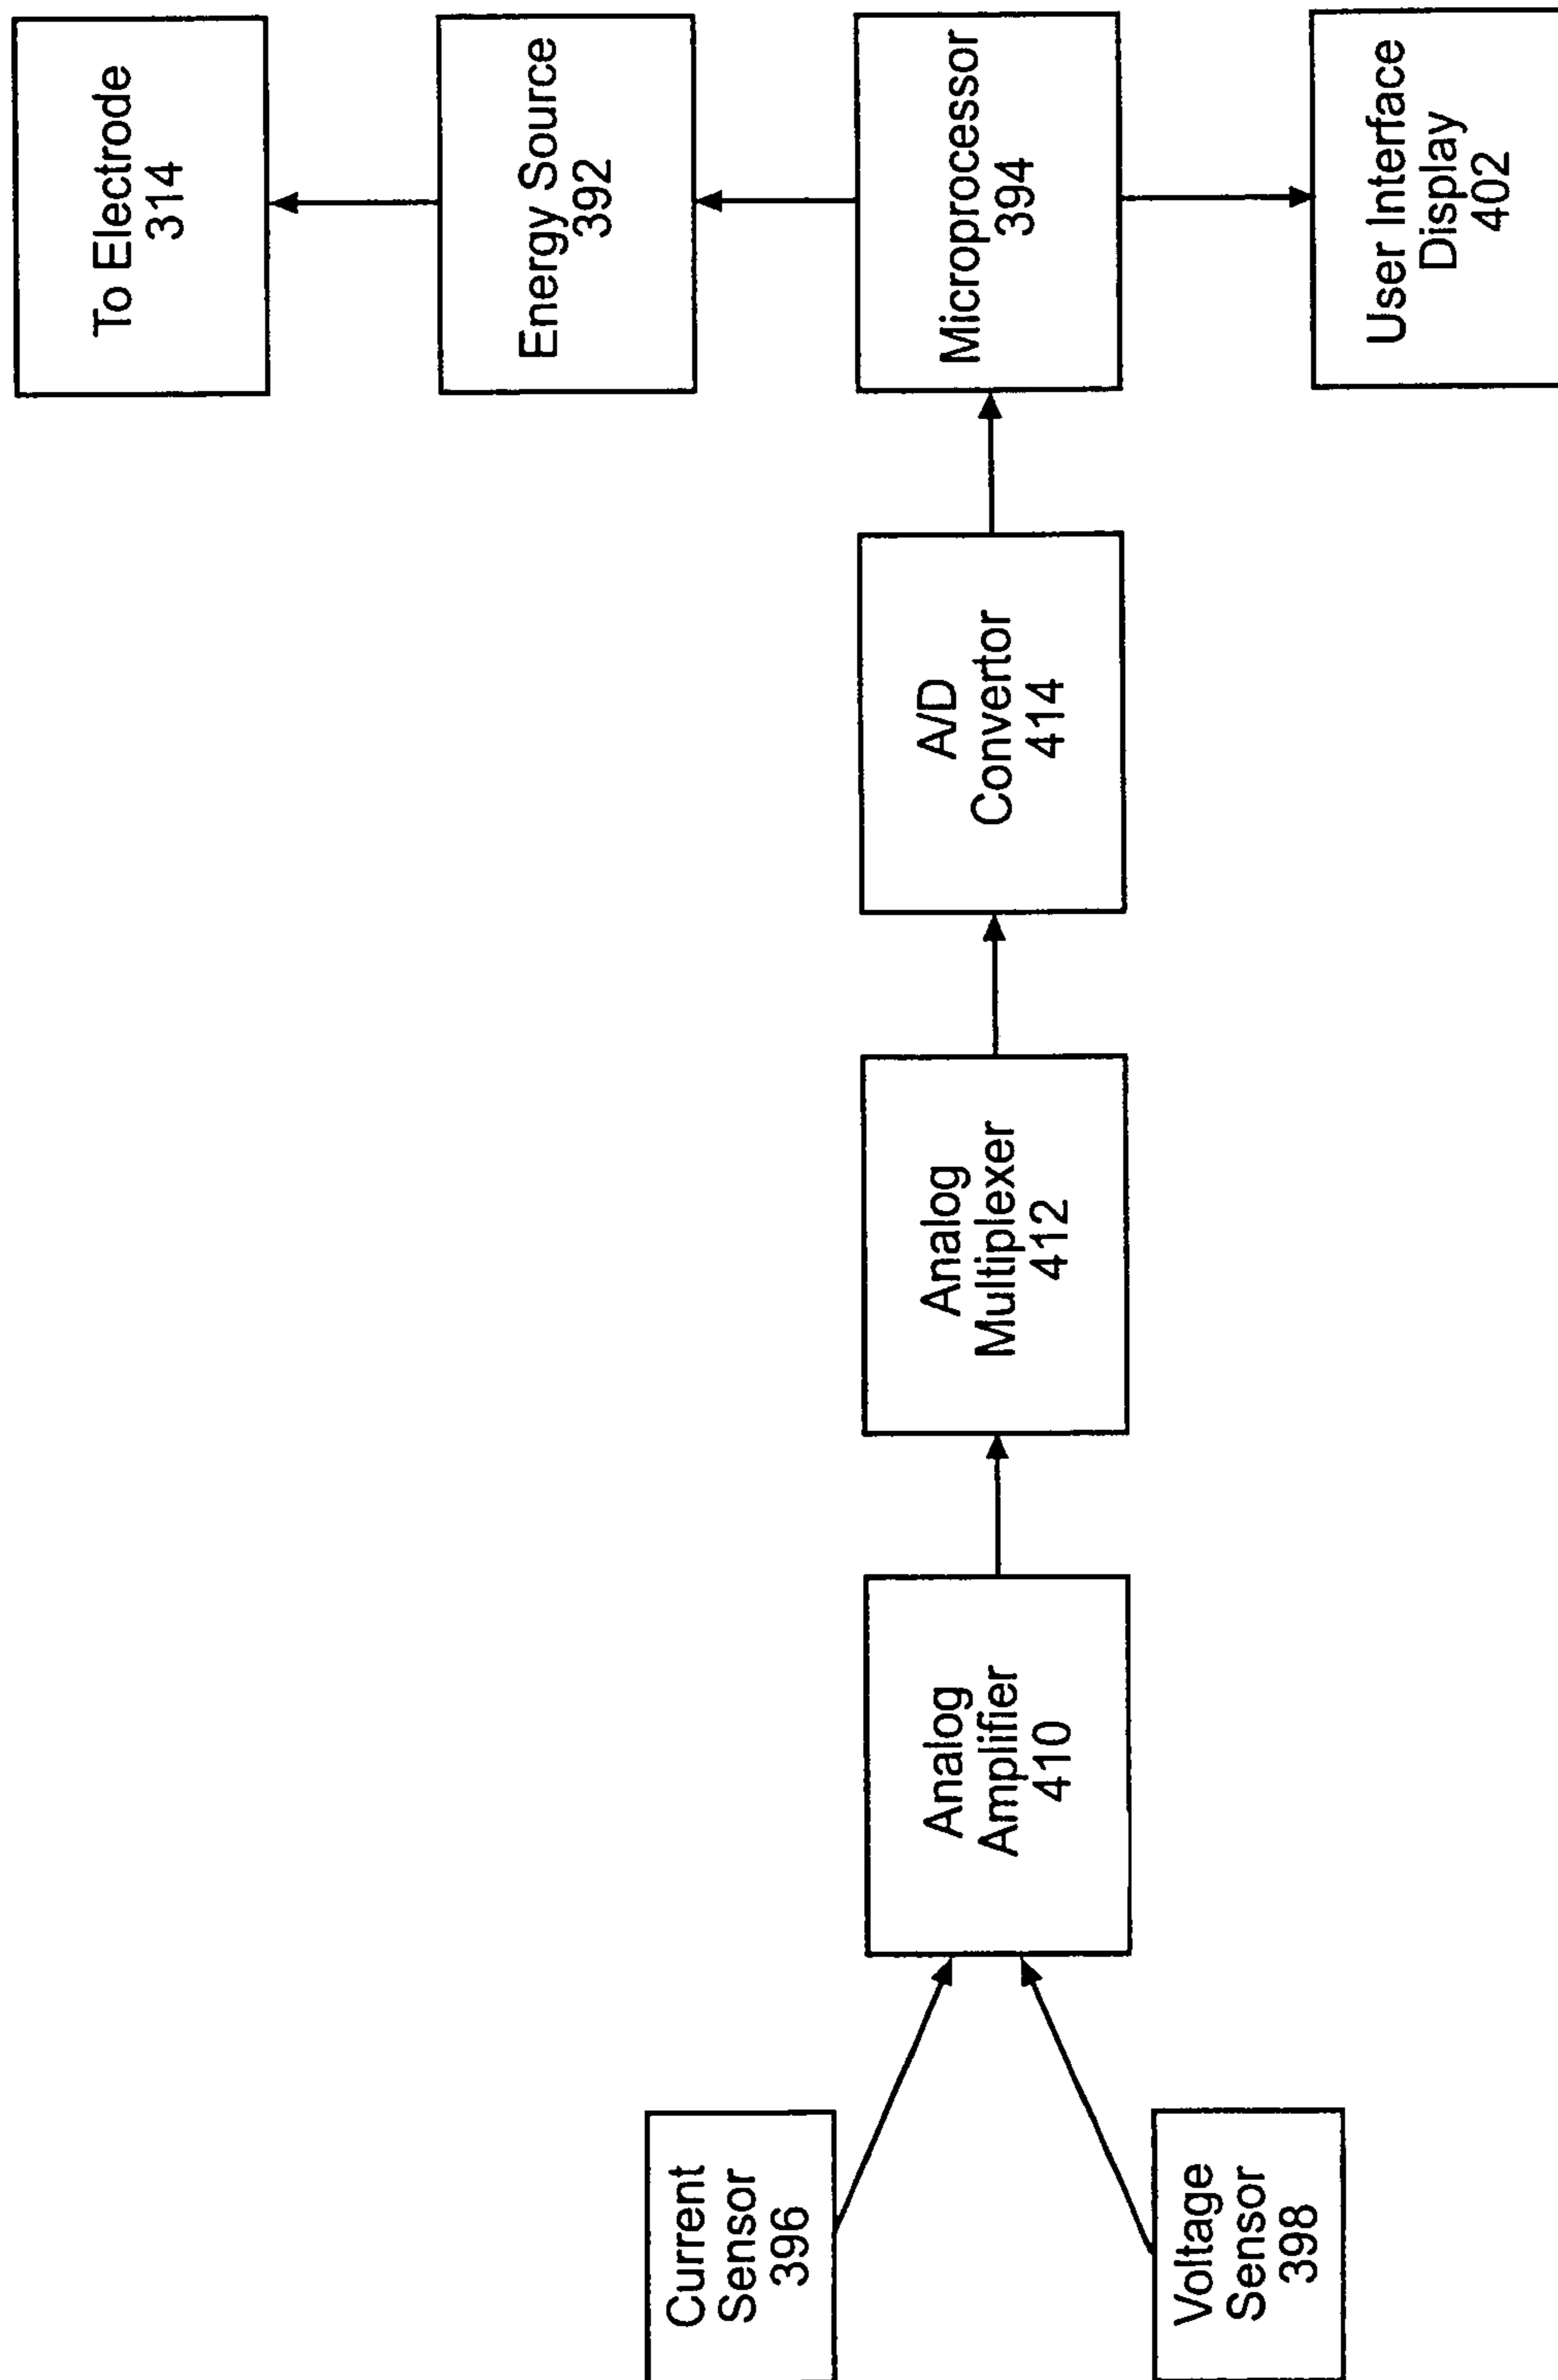 Current
Sensor
396
Voltage
Sensor
398
Analog
Amplifier
410
Analog
Multiplexer
412
A/D
Convertor
414
To Electrode
314
Energy Source
392
Microprocessor
394
User Interface
Display
402